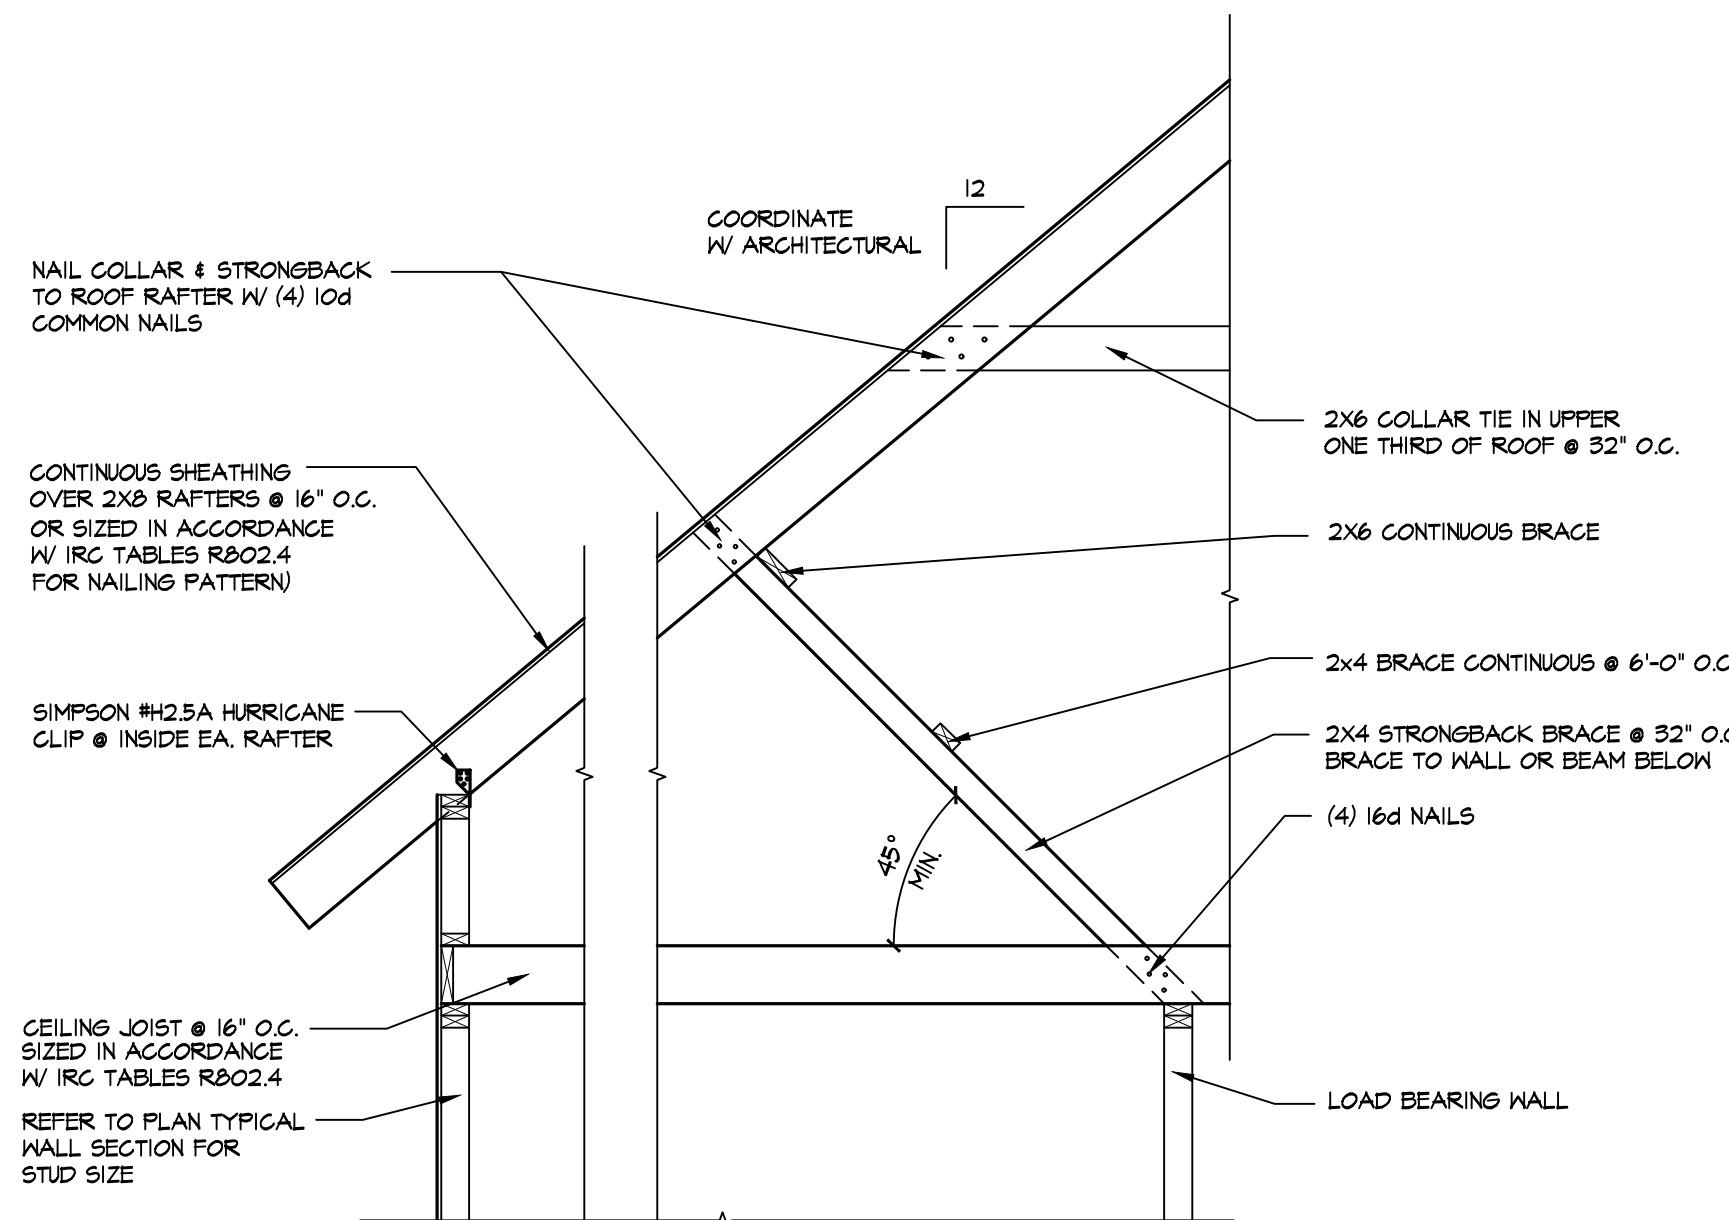 12
COORDINATE
W/ ARCHITECTURAL
NAIL COLLAR & STRONGBACK
TO ROOF RAFTER W/ (4) 10d
COMMON NAILS
CONTINUOUS SHEATHING
OVER 2X8 RAFTERS @ 16" O.C.
OR SIZED IN ACCORDANCE
W/ IRC TABLES R802.4
FOR NAILING PATTERN)
SIMPSON #H2.5A HURRICANE
CLIP @ INSIDE EA. RAFTER
CEILING JOIST @ 16" O.C.
SIZED IN ACCORDANCE
W/ IRC TABLES R802.4
REFER TO PLAN TYPICAL
WALL SECTION FOR
STUD SIZE
45°
MIN.
2X6 COLLAR TIE IN UPPER
ONE THIRD OF ROOF @ 32" O.C.
2X6 CONTINUOUS BRACE
2x4 BRACE CONTINUOUS @ 6'-0" O.C
2X4 STRONGBACK BRACE @ 32" O.C
BRACE TO WALL OR BEAM BELOW
(4) 16d NAILS
LOAD BEARING WALL